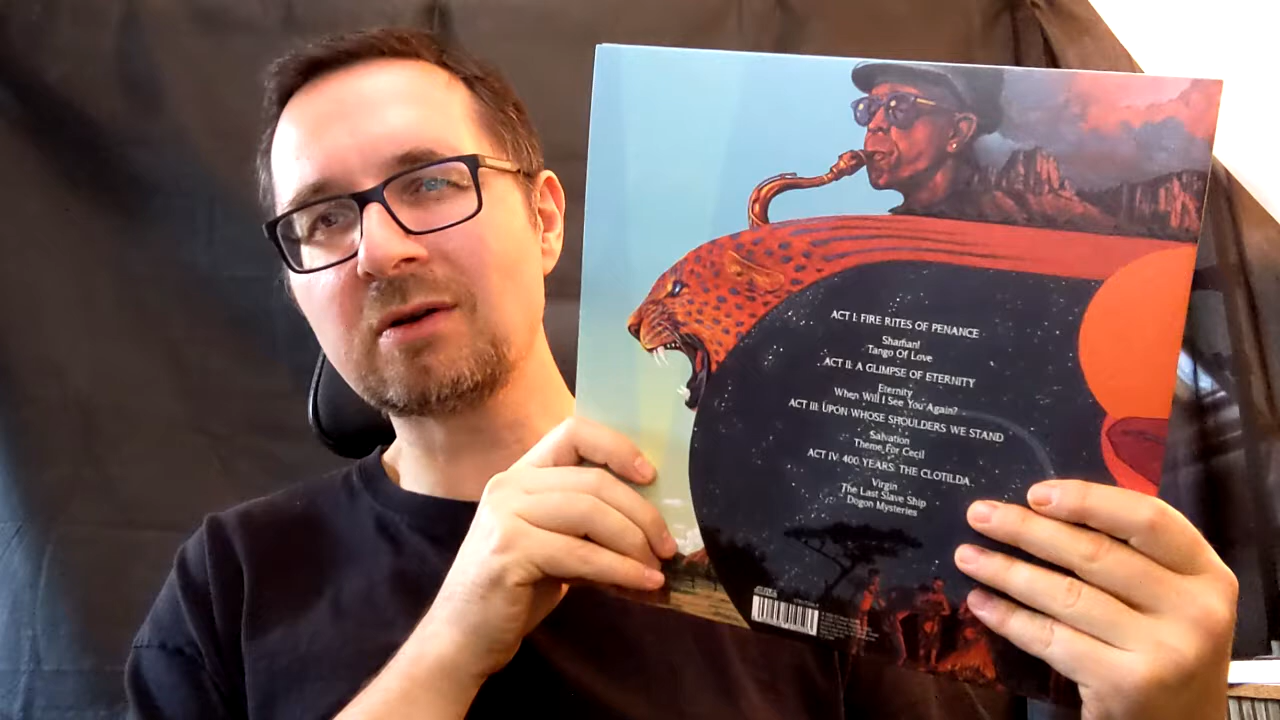 ACT I: FIRE RITES OF PENANCE
Shaman!
Tango Of Love
ACT II: A GLIMPSE OF ETERNITY
Eternity
When Will I See You Again?
ACT III: UPON WHOSE SHOULDERS WE STAND
Salvation
Theme For Cecil
ACT IV: 400 YEARS: THE CLOTILDA
Virgin
The Last Slave Ship
Dogon Mysteries